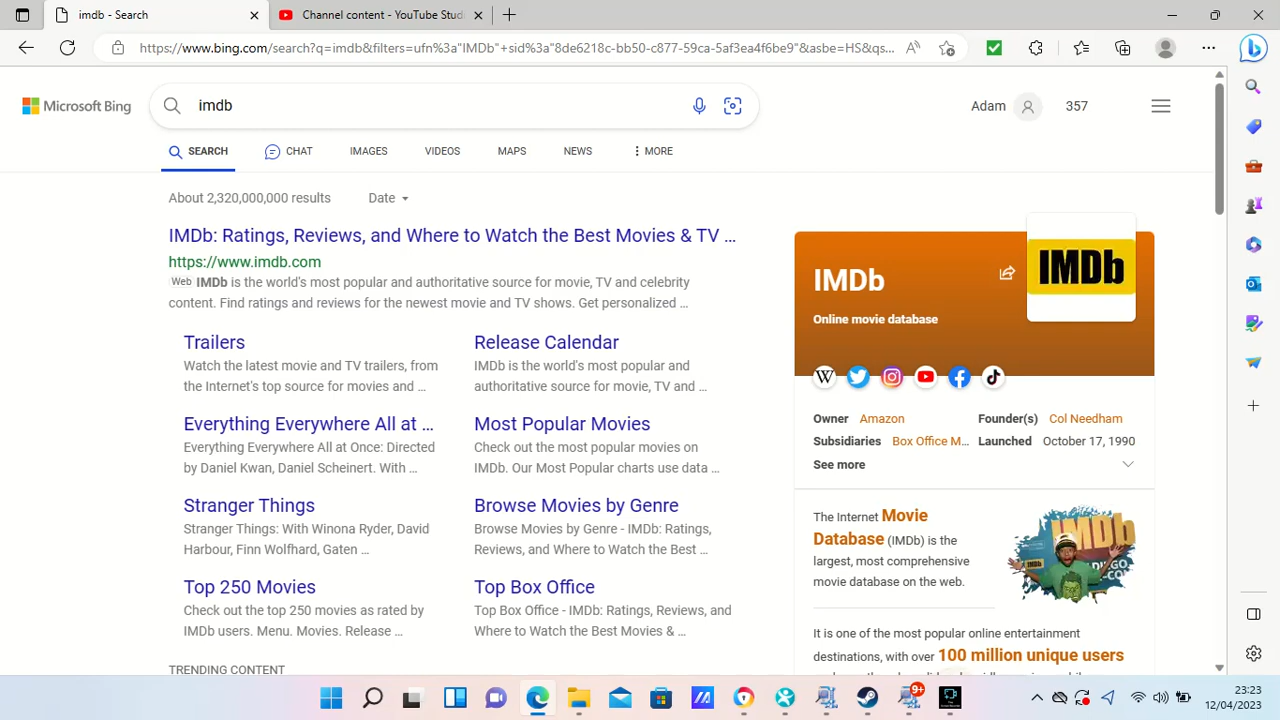 imdb - Search
(9+) How To Use YouTube Studi
https://www.bing.com/search?q=imdb&filters=ufn%3a"IMDb"+sid%3a"8de6218c-bb50-c877-59ca-5af3ea4f6be9"&asbe=HS&qs...
Microsoft Bing
imdb
Adam
357
SEARCH
CHAT
IMAGES
VIDEOS
MAPS
NEWS
MORE
About 2,320,000,000 results
Date
IMDb: Ratings, Reviews, and Where to Watch the Best Movies & TV …
https://www.imdb.com
Web IMDb is the world's most popular and authoritative source for movie, TV and celebrity
content. Find ratings and reviews for the newest movie and TV shows. Get personalized …
Trailers
Watch the latest movie and TV trailers, from
the Internet's top source for movies and …
Release Calendar
IMDb is the world's most popular and
authoritative source for movie, TV and …
Everything Everywhere All at …
Everything Everywhere All at Once: Directed
by Daniel Kwan, Daniel Scheinert. With …
Most Popular Movies
Check out the most popular movies on
IMDb. Our Most Popular charts use data …
Stranger Things
Stranger Things: With Winona Ryder, David
Harbour, Finn Wolfhard, Gaten …
Browse Movies by Genre
Browse Movies by Genre - IMDb: Ratings,
Reviews, and Where to Watch the Best …
Top 250 Movies
Check out the top 250 movies as rated by
IMDb users. Menu. Movies. Release …
Top Box Office
Top Box Office - IMDb: Ratings, Reviews, and
Where to Watch the Best Movies & …
TRENDING CONTENT
IMDb
Online movie database
IMDb
Owner Amazon
Founder(s) Col Needham
Subsidiaries Box Office M…
Launched October 17, 1990
See more
The Internet Movie
Database (IMDb) is the
largest, most comprehensive
movie database on the web.
IMDb
It is one of the most popular online entertainment
destinations, with over 100 million unique users
9+
23:23
12/04/2023